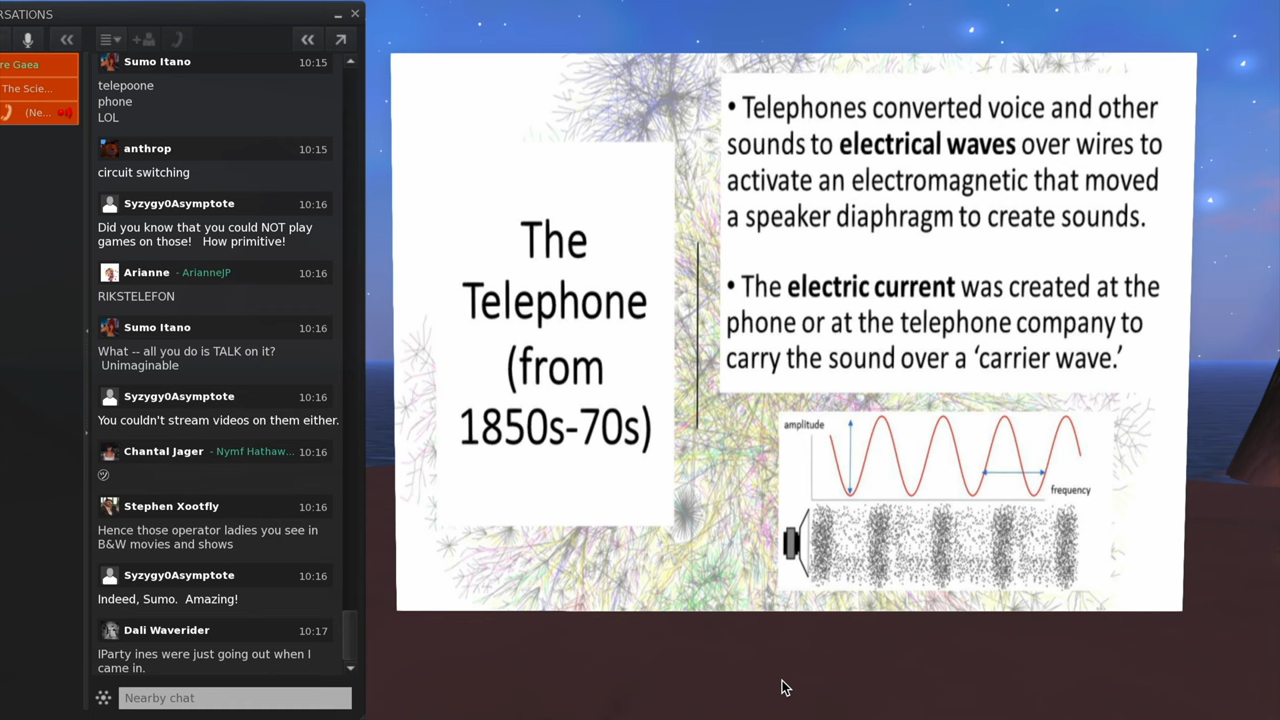 RSATIONS
re Gaea
The Scie...
(Ne...
Sumo Itano 10:15
telepoone
phone
LOL
anthrop 10:15
circuit switching
Syzygy0Asymptote 10:16
Did you know that you could NOT play
games on those! How primitive!
Arianne - ArianneJP 10:16
RIKSTELEFON
Sumo Itano 10:16
What -- all you do is TALK on it?
Unimaginable
Syzygy0Asymptote 10:16
You couldn't stream videos on them either.
Chantal Jager - Nymf Hathaw... 10:16
Stephen Xootfly 10:16
Hence those operator ladies you see in
B&W movies and shows
Syzygy0Asymptote 10:16
Indeed, Sumo. Amazing!
Dali Waverider 10:17
lParty ines were just going out when I
came in.
Nearby chat
The
Telephone
(from
1850s-70s)
• Telephones converted voice and other
sounds to electrical waves over wires to
activate an electromagnetic that moved
a speaker diaphragm to create sounds.
• The electric current was created at the
phone or at the telephone company to
carry the sound over a ‘carrier wave.’
amplitude
frequency